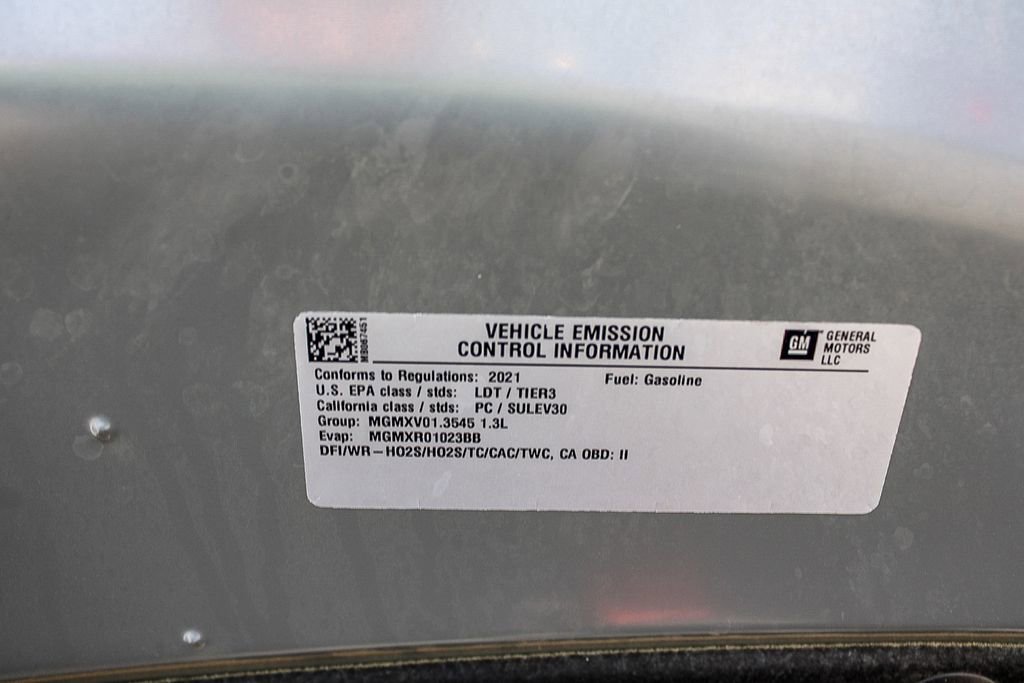 VEHICLE EMISSION
CONTROL INFORMATION
GM GENERAL
MOTORS
LLC
Conforms to Regulations: 2021 Fuel: Gasoline
U.S. EPA class / stds: LDT / TIER3
California class / stds: PC / SULEV30
Group: MGMXV01.3545 1.3L
Evap: MGMXR01023BB
DFI/WR – HO2S/HO2S/TC/CAC/TWC, CA OBD: II